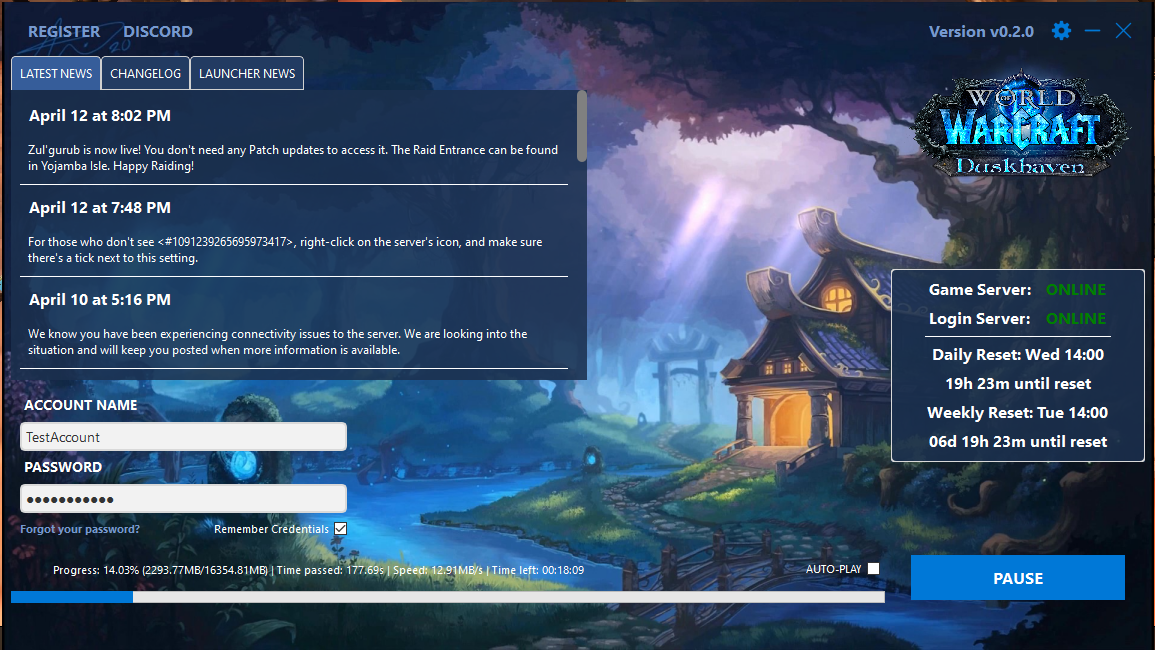 REGISTER DISCORD
Version v0.2.0
LATEST NEWS CHANGELOG LAUNCHER NEWS
April 12 at 8:02 PM
Zul'gurub is now live! You don't need any Patch updates to access it. The Raid Entrance can be found
in Yojamba Isle. Happy Raiding!
April 12 at 7:48 PM
For those who don't see <#1091239265695973417>, right-click on the server's icon, and make sure
there's a tick next to this setting.
April 10 at 5:16 PM
We know you have been experiencing connectivity issues to the server. We are looking into the
situation and will keep you posted when more information is available.
WORLD
OF
WARCRAFT
Duskhaven
Game Server: ONLINE
Login Server: ONLINE
Daily Reset: Wed 14:00
19h 23m until reset
Weekly Reset: Tue 14:00
06d 19h 23m until reset
ACCOUNT NAME
TestAccount
PASSWORD
●●●●●●●●●●●
Forgot your password? Remember Credentials
Progress: 14.03% (2293.77MB/16354.81MB) | Time passed: 177.69s | Speed: 12.91MB/s | Time left: 00:18:09
AUTO-PLAY
PAUSE